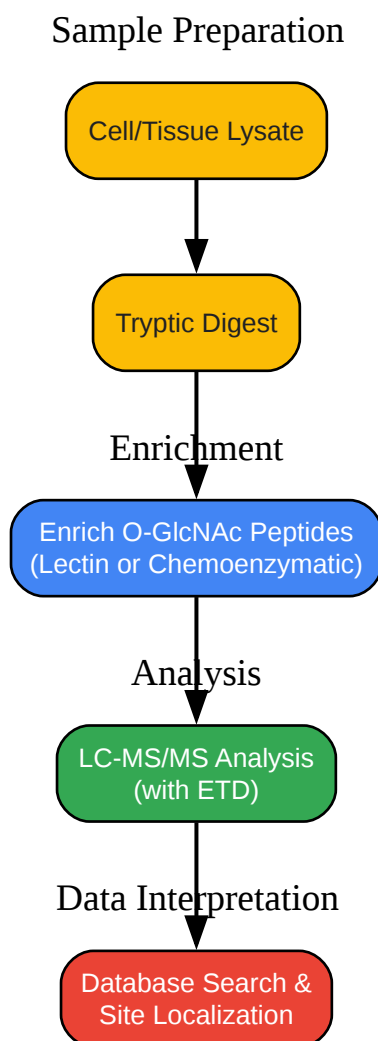 Sample Preparation
Cell/Tissue Lysate
Tryptic Digest
Enrichment
Enrich O-GlcNAc Peptides
(Lectin or Chemoenzymatic)
Analysis
LC-MS/MS Analysis
(with ETD)
Data Interpretation
Database Search &
Site Localization